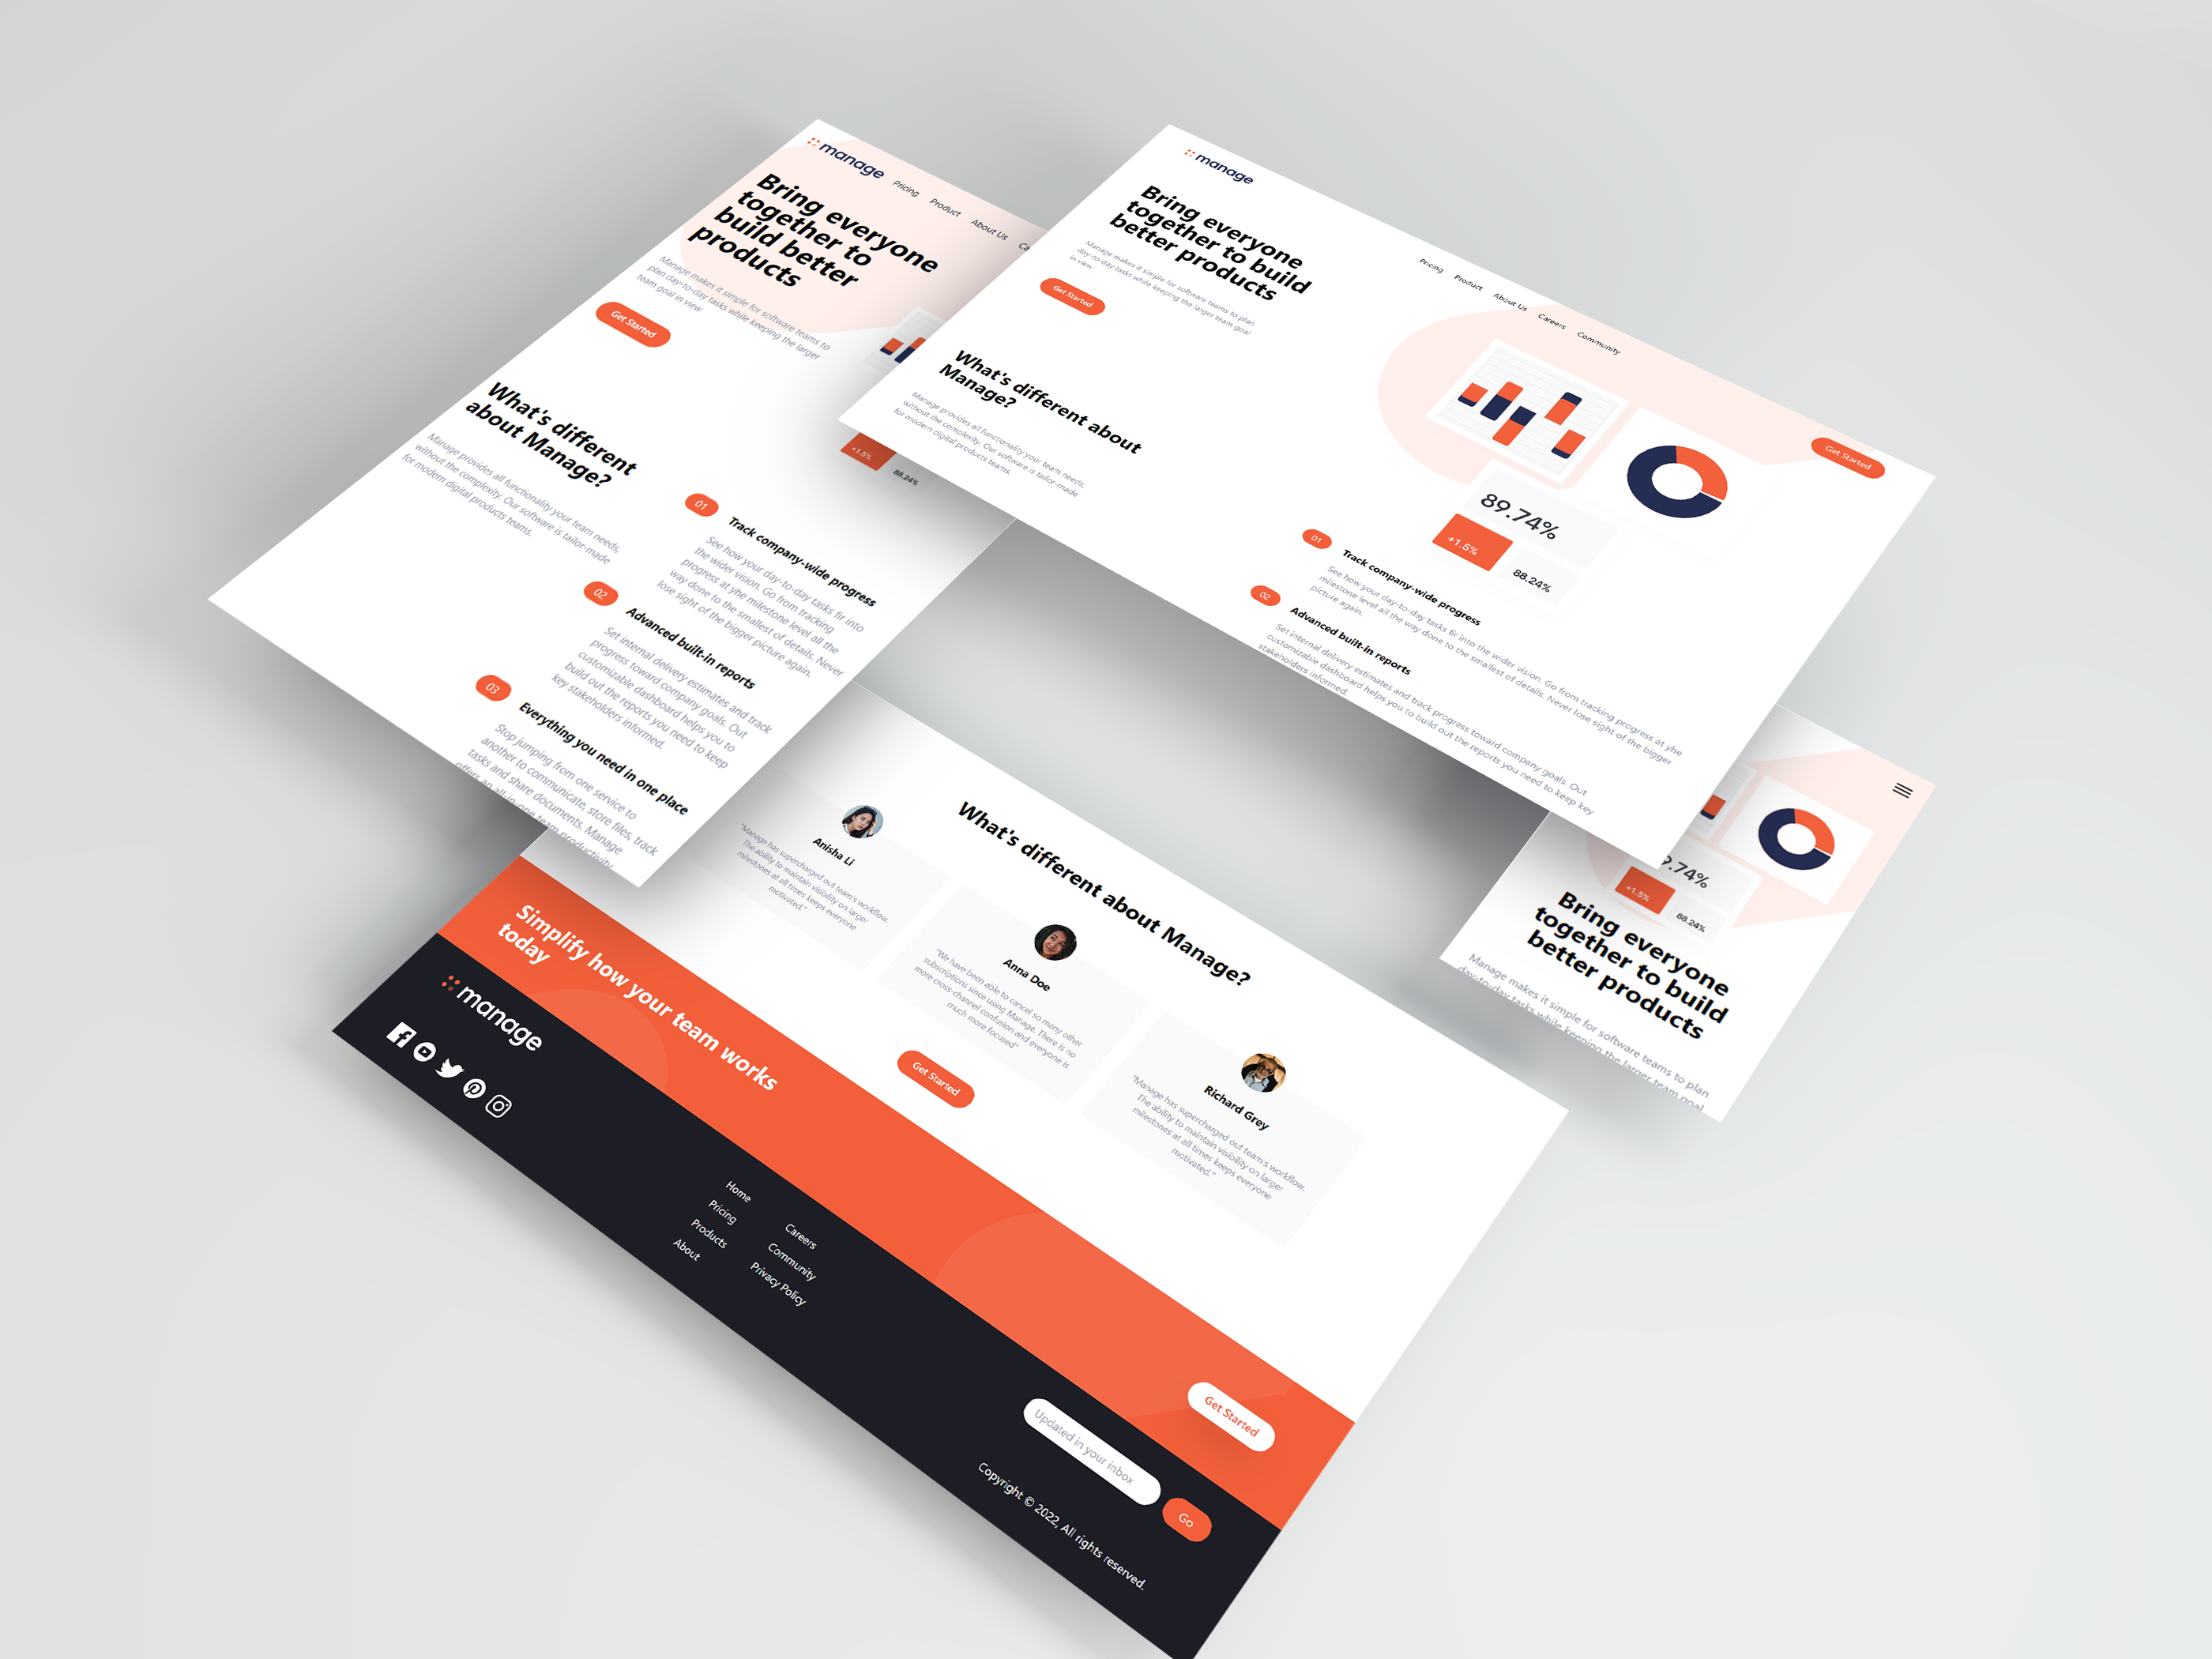 manage
Pricing
Product
About Us
Bring everyone
together to
build better
products
Manage makes it simple for software teams to
plan day-to-day tasks while keeping the larger
team goal in view
Get Started
+1.5%
88.24%
What's different
about Manage?
Manage provides all functionality your team needs,
without the complexity. Our software is tailor-made
for modern digital products teams.
01
Track company-wide progress
See how your day-to-day tasks fir into
the wider vision. Go from tracking
progress at yhe milestone level all the
way done to the smallest of details. Never
lose sight of the bigger picture again.
02
Advanced built-in reports
Set internal delivery estimates and track
progress toward company goals. Out
customizable dashboard helps you to
build out the reports you need to keep
key stakeholders informed.
03
Everything you need in one place
Stop jumping from one service to
another to communicate, store files, track
tasks and share documents. Manage
offers an all-in-one team productivity
manage
Pricing
Product
About Us
Careers
Community
Get Started
Bring everyone
together to build
better products
Manage makes it simple for software teams to plan
day-to-day tasks while keeping the larger team goal
in view
Get Started
89.74%
+1.5%
88.24%
What's different about
Manage?
Manage provides all functionality your team needs,
without the complexity. Our software is tailor-made
for modern digital products teams.
01
Track company-wide progress
See how your day-to-day tasks fir into the wider vision. Go from tracking progress at yhe
milestone level all the way done to the smallest of details. Never lose sight of the bigger
picture again.
02
Advanced built-in reports
Set internal delivery estimates and track progress toward company goals. Out
customizable dashboard helps you to build out the reports you need to keep key
stakeholders informed.
+1.5%
88.24%
Bring everyone
together to build
better products
Manage makes it simple for software teams to plan
day-to-day tasks while keeping the larger team goal
What's different about Manage?
Anisha Li
"Manage has supercharged out team's workflow.
The ability to maintain visibility on larger
milestones at all times keeps everyone
motivated."
Anna Doe
"We have been able to cancel so many other
subscriptions since using Manage. There is no
more cross-channel confusion and everyone is
much more focused"
Richard Grey
"Manage has supercharged out team's workflow.
The ability to maintain visibility on larger
milestones at all times keeps everyone
motivated."
Get Started
Simplify how your team works
today
Get Started
manage
Home
Pricing
Products
About
Careers
Community
Privacy Policy
Updated in your inbox
Go
Copyright © 2022, All rights reserved.